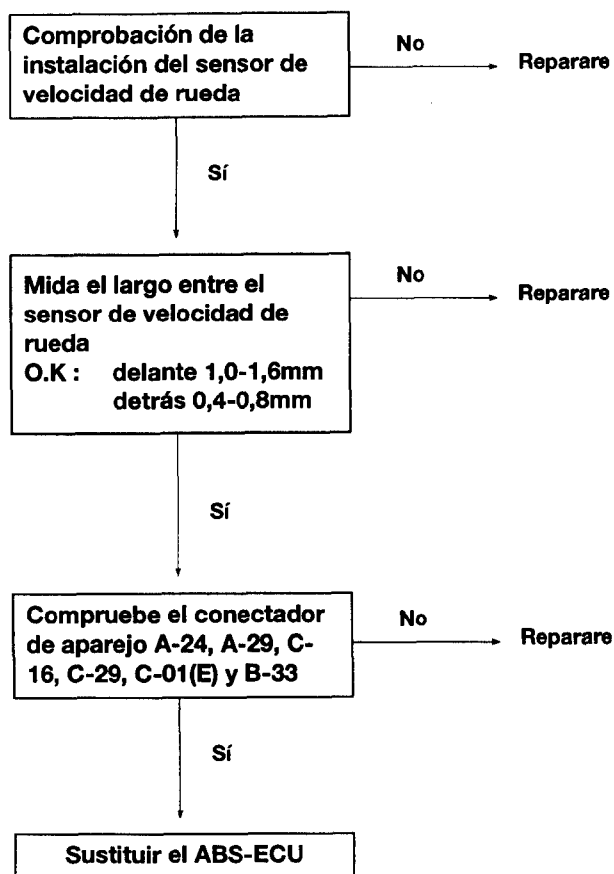 Comprobación de la
instalación del sensor de
velocidad de rueda
No
Reparare
Sí
Mida el largo entre el
sensor de velocidad de
rueda
O.K : delante 1,0-1,6mm
detrás 0,4-0,8mm
No
Reparare
Sí
Compruebe el conectador
de aparejo A-24, A-29, C-
16, C-29, C-01(E) y B-33
No
Reparare
Sí
Sustituir el ABS-ECU